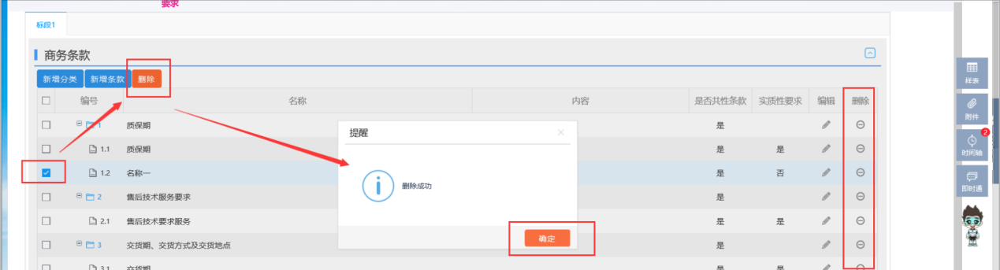 要求
标段1
商务条款
新增分类 新增条款 删除
编号 名称 内容 是否共性条款 实质性要求 编辑 删除
1 质保期 是
1.1 质保期 是 是
1.2 名称一 是 否
2 售后技术服务要求 是
2.1 售后技术要求服务 是 是
3 交货期、交货方式及交货地点 是
3.1 交货期 是 是
提醒
删除成功
确定
样表
附件
2
时间轴
即时通